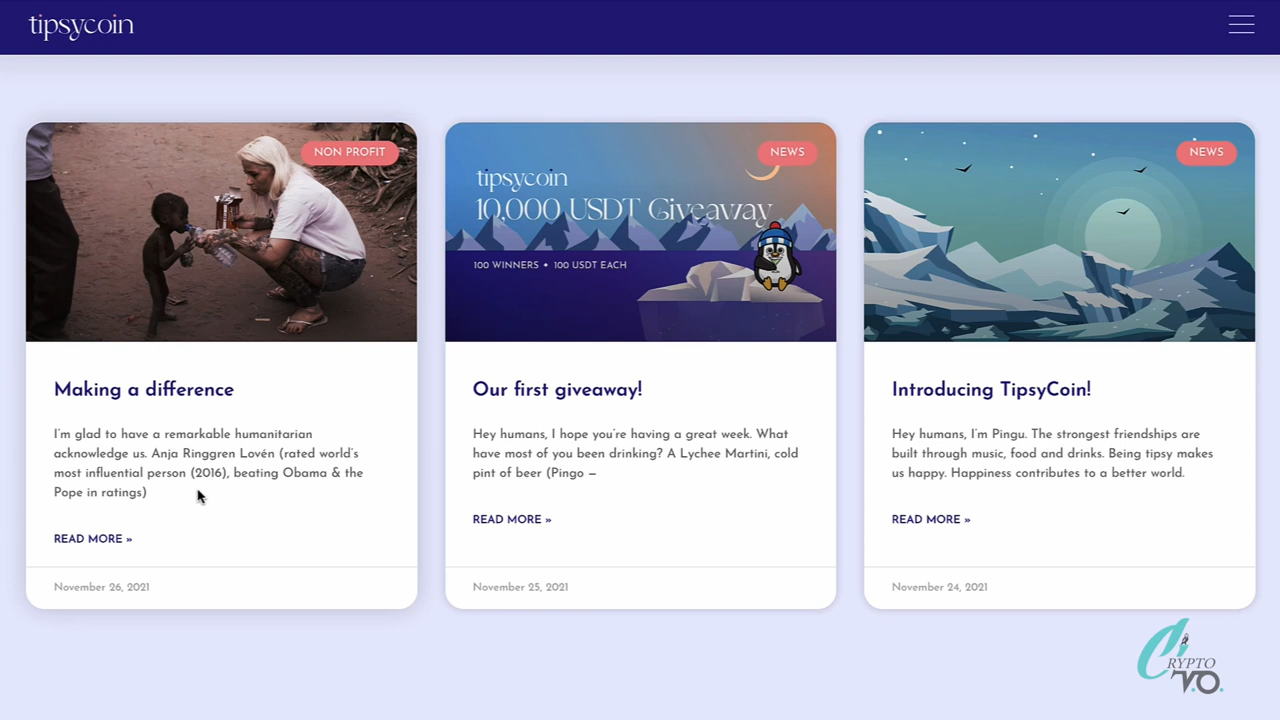 tipsycoin
NON PROFIT
Making a difference
I'm glad to have a remarkable humanitarian
acknowledge us. Anja Ringgren Lovén (rated world's
most influential person (2016), beating Obama & the
Pope in ratings)
READ MORE »
November 26, 2021
NEWS
tipsycoin
10,000 USDT Giveaway
100 WINNERS • 100 USDT EACH
Our first giveaway!
Hey humans, I hope you're having a great week. What
have most of you been drinking? A Lychee Martini, cold
pint of beer (Pingo –
READ MORE »
November 25, 2021
NEWS
Introducing TipsyCoin!
Hey humans, I'm Pingu. The strongest friendships are
built through music, food and drinks. Being tipsy makes
us happy. Happiness contributes to a better world.
READ MORE »
November 24, 2021
CRYPTO
V.O.